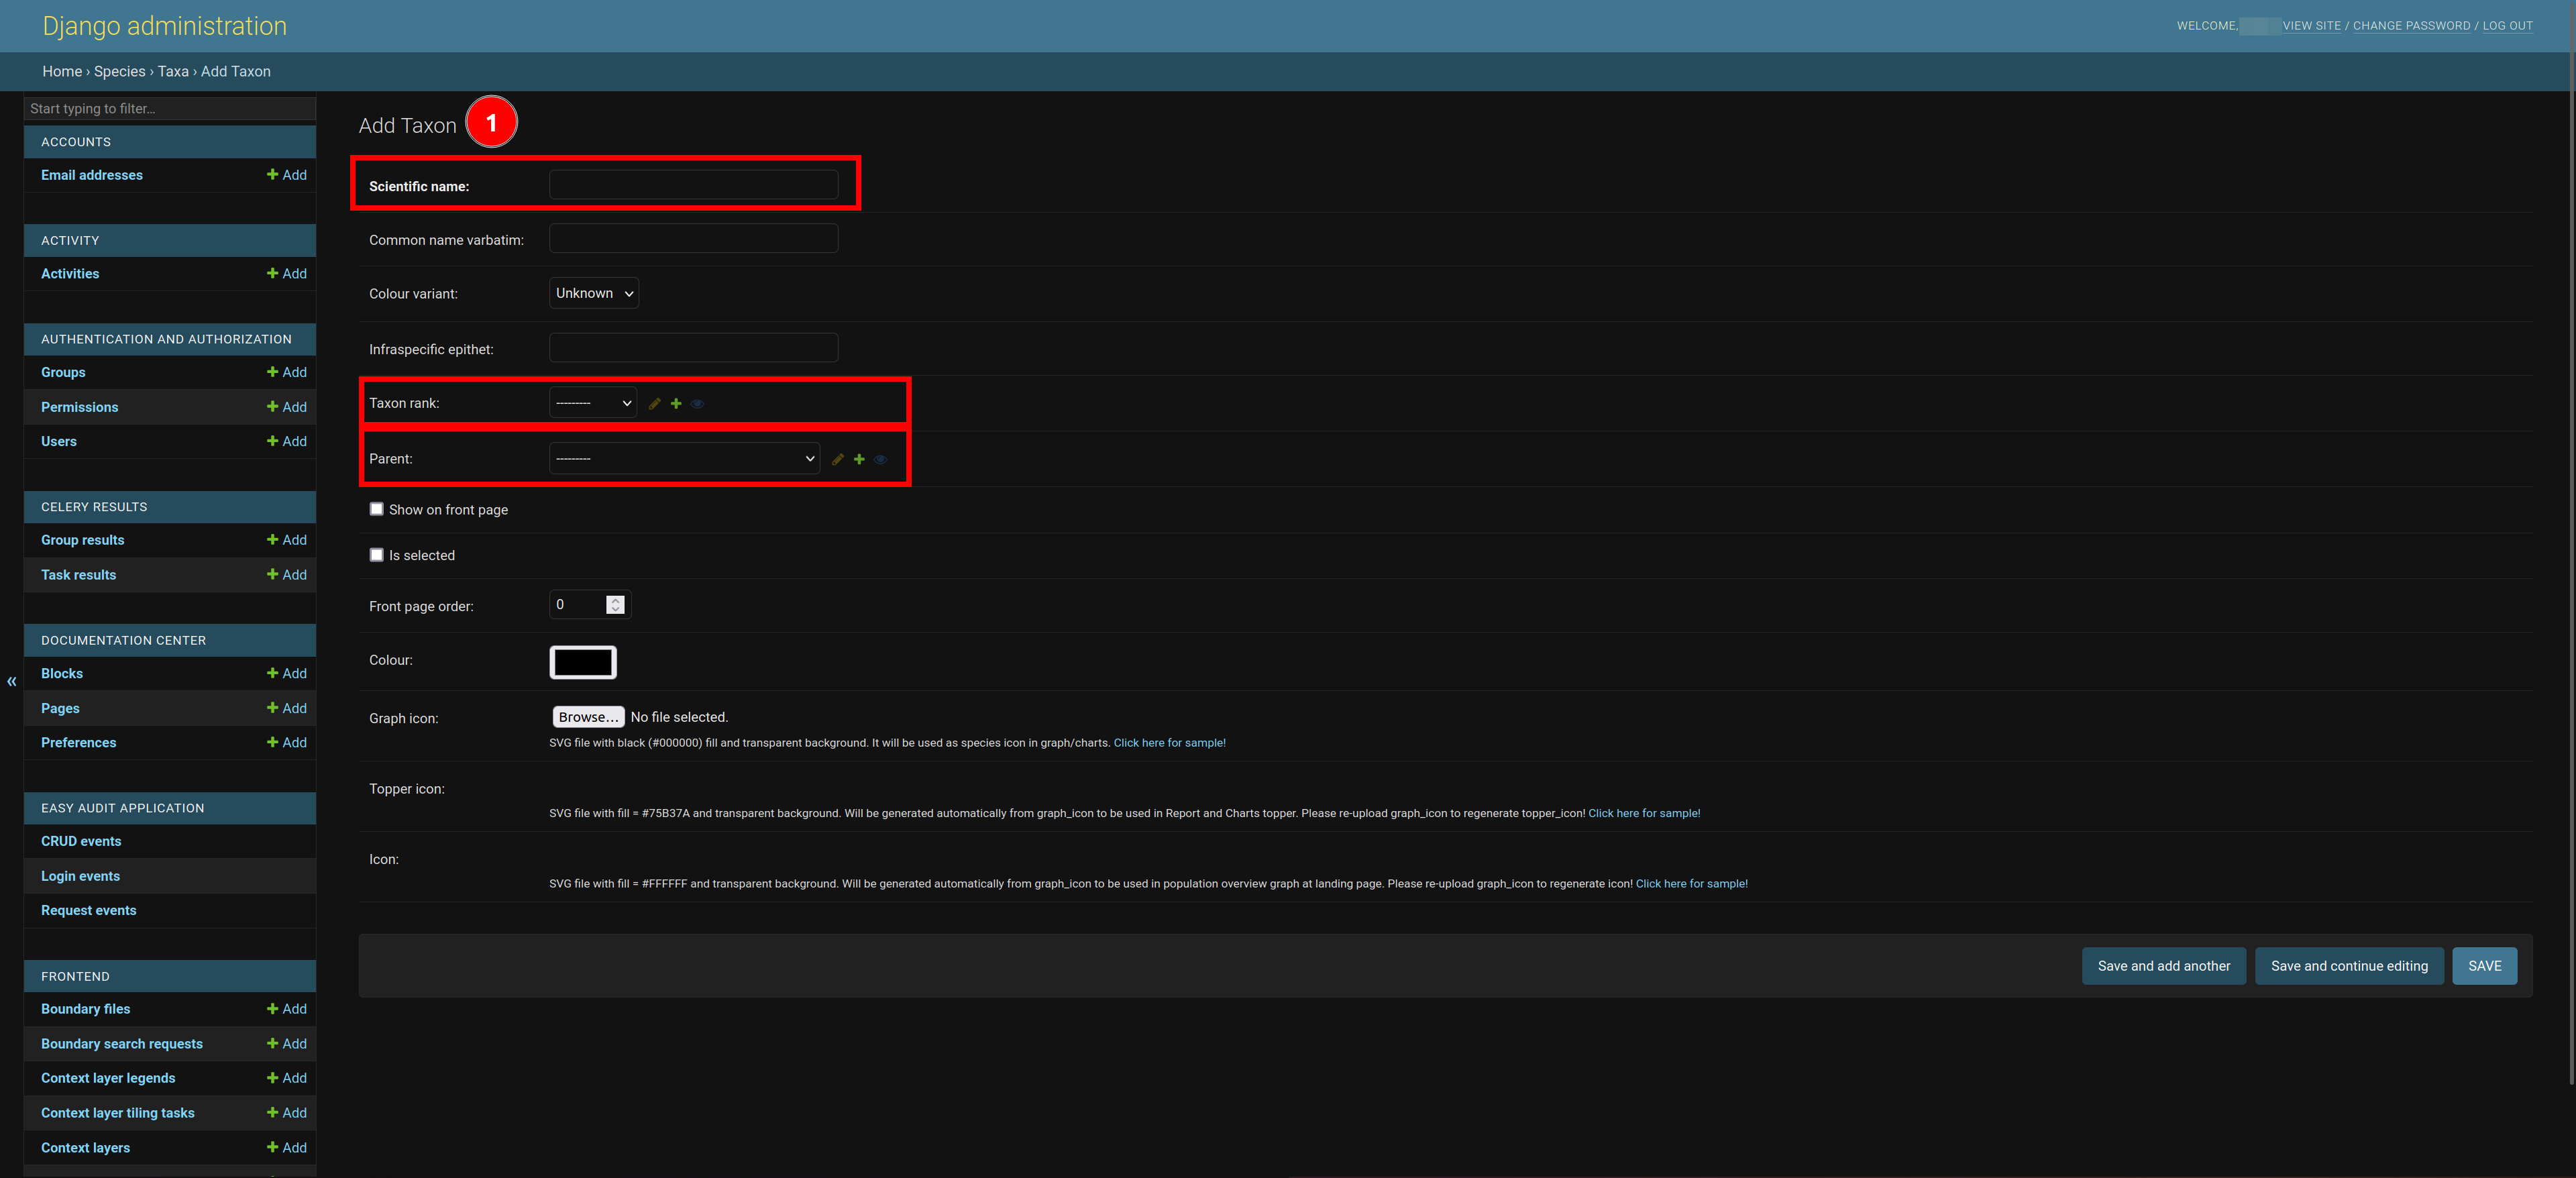 Django administration
WELCOME, VIEW SITE / CHANGE PASSWORD / LOG OUT
Home › Species › Taxa › Add Taxon
Start typing to filter...
ACCOUNTS
Email addresses Add
ACTIVITY
Activities Add
AUTHENTICATION AND AUTHORIZATION
Groups Add
Permissions Add
Users Add
CELERY RESULTS
Group results Add
Task results Add
DOCUMENTATION CENTER
Blocks Add
Pages Add
Preferences Add
EASY AUDIT APPLICATION
CRUD events
Login events
Request events
FRONTEND
Boundary files Add
Boundary search requests Add
Context layer legends Add
Context layer tiling tasks Add
Context layers Add
«
Add Taxon 1
Scientific name:
Common name varbatim:
Colour variant: Unknown
Infraspecific epithet:
Taxon rank: ---------
Parent: ---------
Show on front page
Is selected
Front page order: 0
Colour:
Graph icon: Browse... No file selected.
SVG file with black (#000000) fill and transparent background. It will be used as species icon in graph/charts. Click here for sample!
Topper icon:
SVG file with fill = #75B37A and transparent background. Will be generated automatically from graph_icon to be used in Report and Charts topper. Please re-upload graph_icon to regenerate topper_icon! Click here for sample!
Icon:
SVG file with fill = #FFFFFF and transparent background. Will be generated automatically from graph_icon to be used in population overview graph at landing page. Please re-upload graph_icon to regenerate icon! Click here for sample!
Save and add another Save and continue editing SAVE